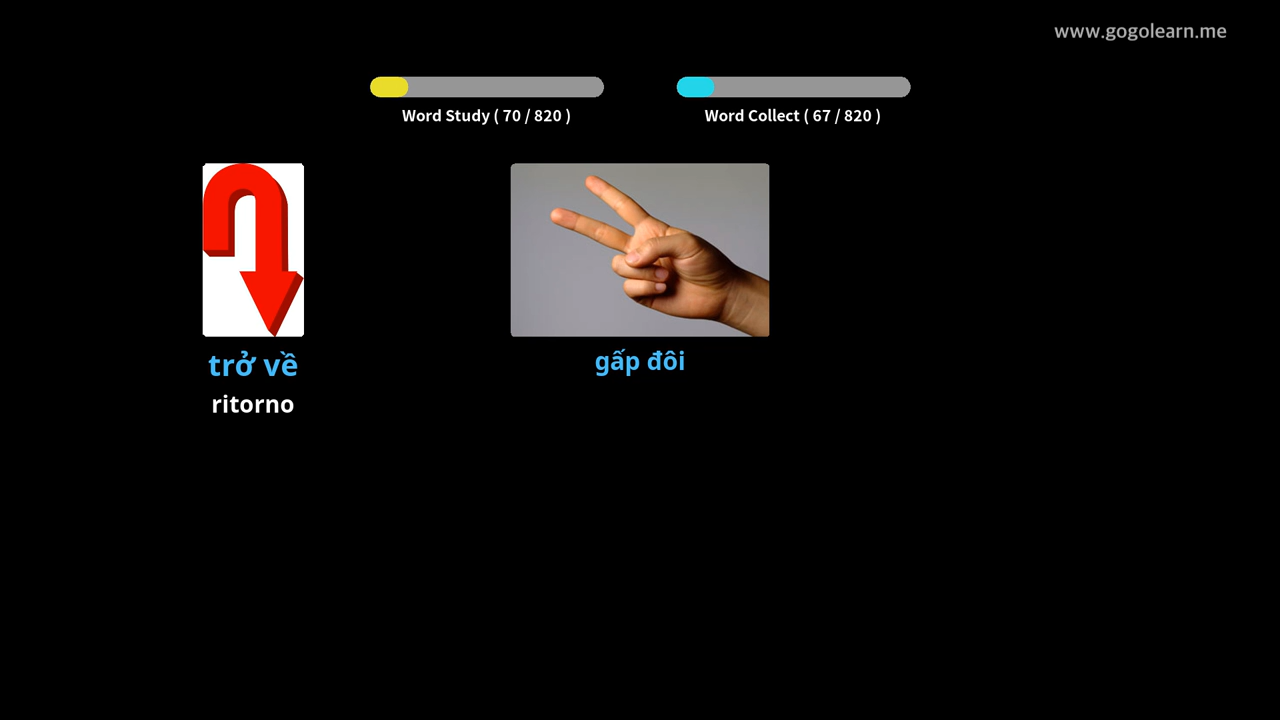 www.gogolearn.me
Word Study ( 70 / 820 )
Word Collect ( 67 / 820 )
trở về
ritorno
gấp đôi